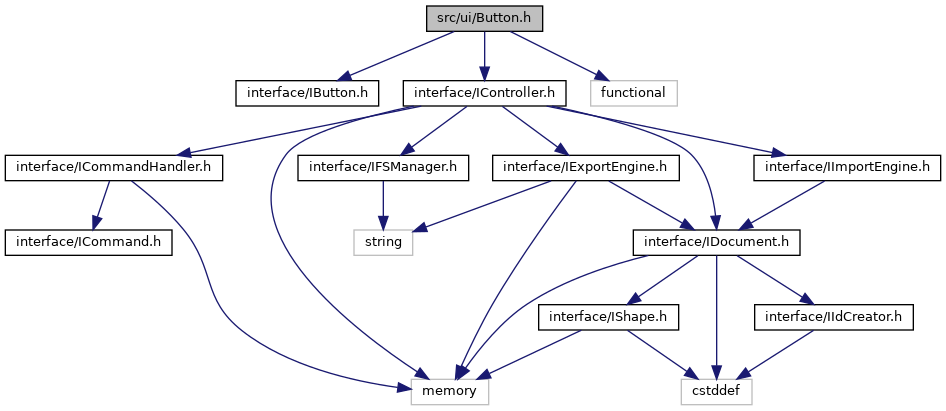 src/ui/Button.h
interface/IButton.h
interface/IController.h
functional
interface/ICommandHandler.h
interface/IFSManager.h
interface/IExportEngine.h
interface/IImportEngine.h
interface/ICommand.h
string
interface/IDocument.h
interface/IShape.h
interface/IIdCreator.h
memory
cstddef